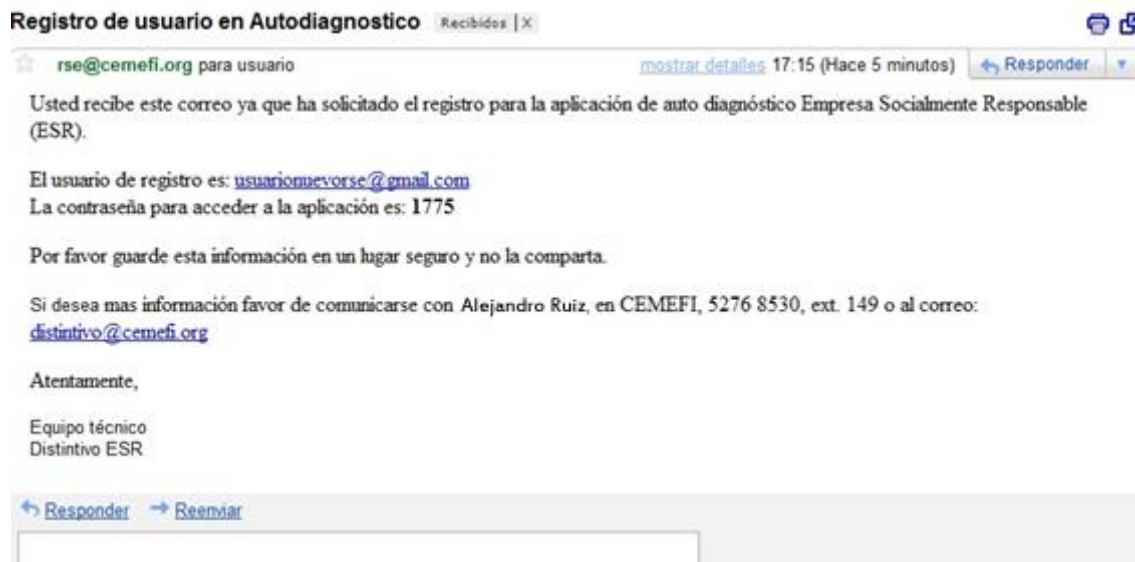 Registro de usuario en Autodiagnostico Recibidos | X
rse@cemefi.org para usuario mostrar detalles 17:15 (Hace 5 minutos) Responder
Usted recibe este correo ya que ha solicitado el registro para la aplicación de auto diagnóstico Empresa Socialmente Responsable
(ESR).
El usuario de registro es: usuarionuevorse@gmail.com
La contraseña para acceder a la aplicación es: 1775
Por favor guarde esta información en un lugar seguro y no la comparta.
Si desea mas información favor de comunicarse con Alejandro Ruiz, en CEMEFI, 5276 8530, ext. 149 o al correo:
distintivo@cemefi.org
Atentamente,
Equipo técnico
Distintivo ESR
Responder Reenviar